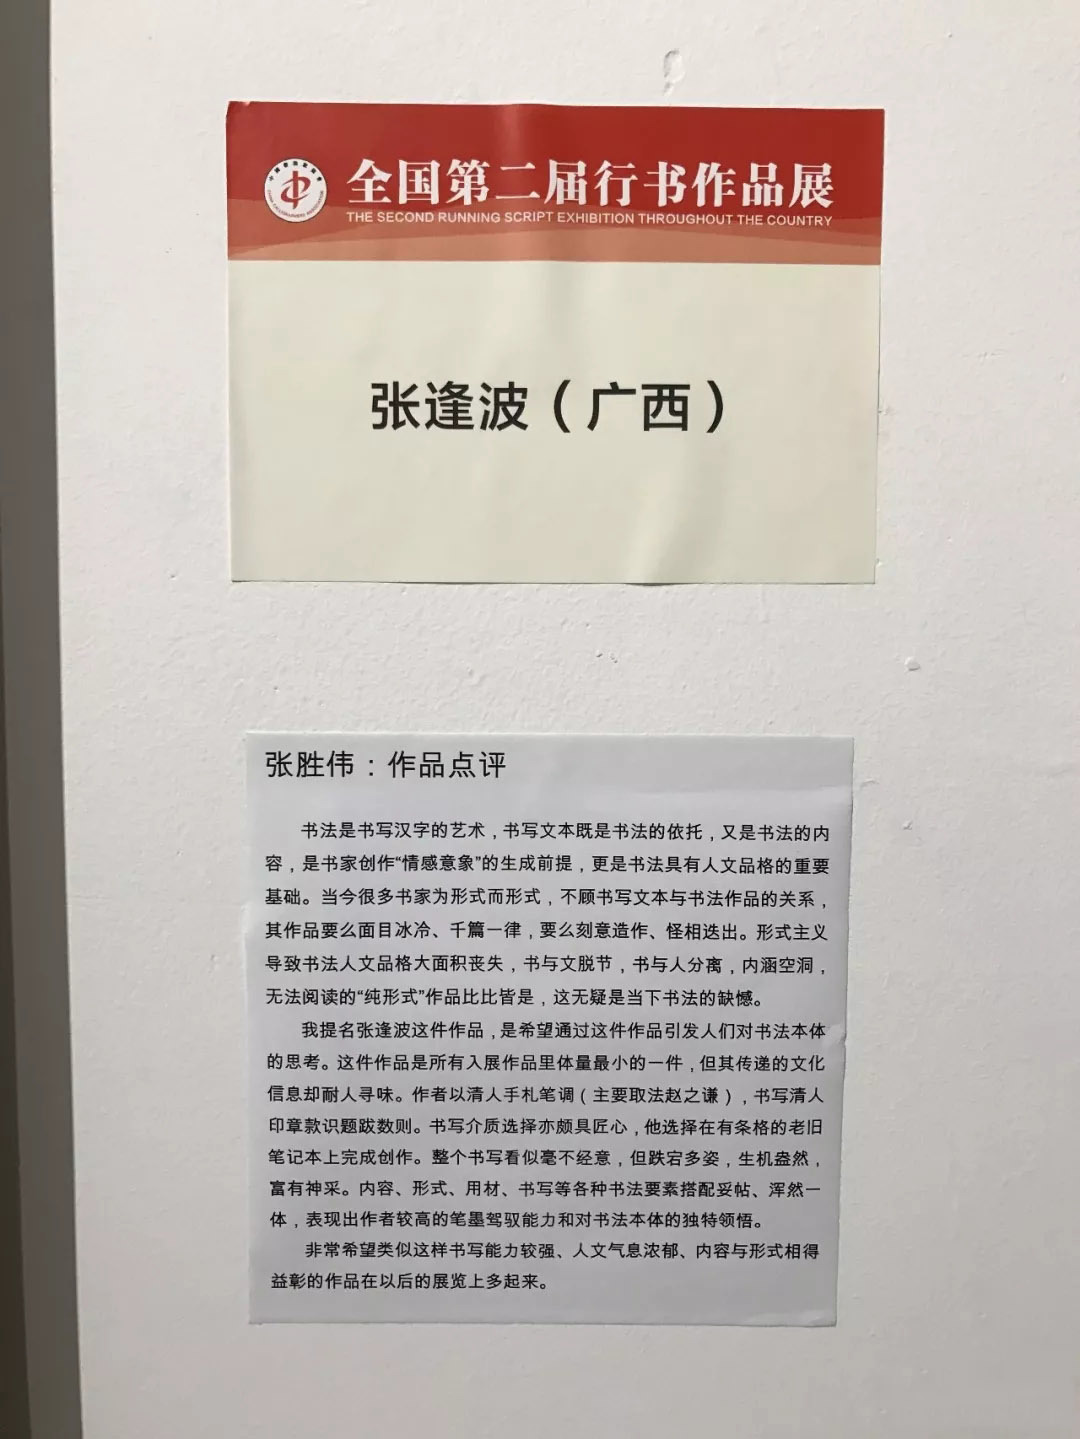 全国第二届行书作品展
THE SECOND RUNNING SCRIPT EXHIBITION THROUGHOUT THE COUNTRY
张逢波（广西）
张胜伟：作品点评
书法是书写汉字的艺术，书写文本既是书法的依托，又是书法的内
容，是书家创作“情感意象”的生成前提，更是书法具有人文品格的重要
基础。当今很多书家为形式而形式，不顾书写文本与书法作品的关系，
其作品要么面目冰冷、千篇一律，要么刻意造作、怪相迭出。形式主义
导致书法人文品格大面积丧失，书与文脱节，书与人分离，内涵空洞，
无法阅读的“纯形式”作品比比皆是，这无疑是当下书法的缺憾。
我提名张逢波这件作品，是希望通过这件作品引发人们对书法本体
的思考。这件作品是所有入展作品里体量最小的一件，但其传递的文化
信息却耐人寻味。作者以清人手札笔调（主要取法赵之谦），书写清人
印章款识题跋数则。书写介质选择亦颇具匠心，他选择在有条格的老旧
笔记本上完成创作。整个书写看似毫不经意，但跌宕多姿，生机盎然，
富有神采。内容、形式、用材、书写等各种书法要素搭配妥帖、浑然一
体，表现出作者较高的笔墨驾驭能力和对书法本体的独特领悟。
非常希望类似这样书写能力较强、人文气息浓郁、内容与形式相得
益彰的作品在以后的展览上多起来。